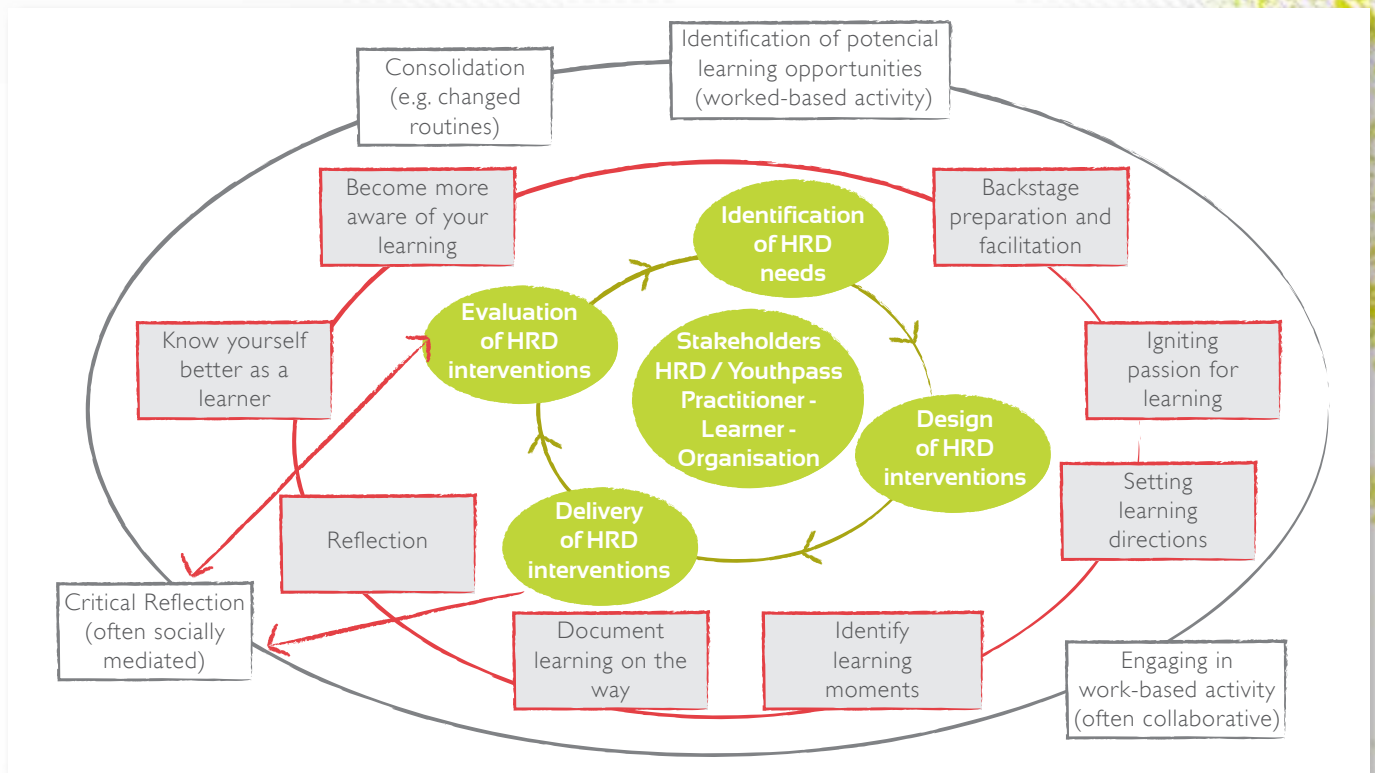 Consolidation
(e.g. changed
routines)
Identification of potencial
learning opportunities
(worked-based activity)
Become more
aware of your
learning
Identification
of HRD
needs
Backstage
preparation and
facilitation
Know yourself
better as a
learner
Evaluation
of HRD
interventions
Stakeholders
HRD / Youthpass
Practitioner -
Learner -
Organisation
Igniting
passion for
learning
Design
of HRD
interventions
Setting
learning
directions
Reflection
Delivery
of HRD
interventions
Critical Reflection
(often socially
mediated)
Document
learning on the
way
Identify
learning
moments
Engaging in
work-based activity
(often collaborative)